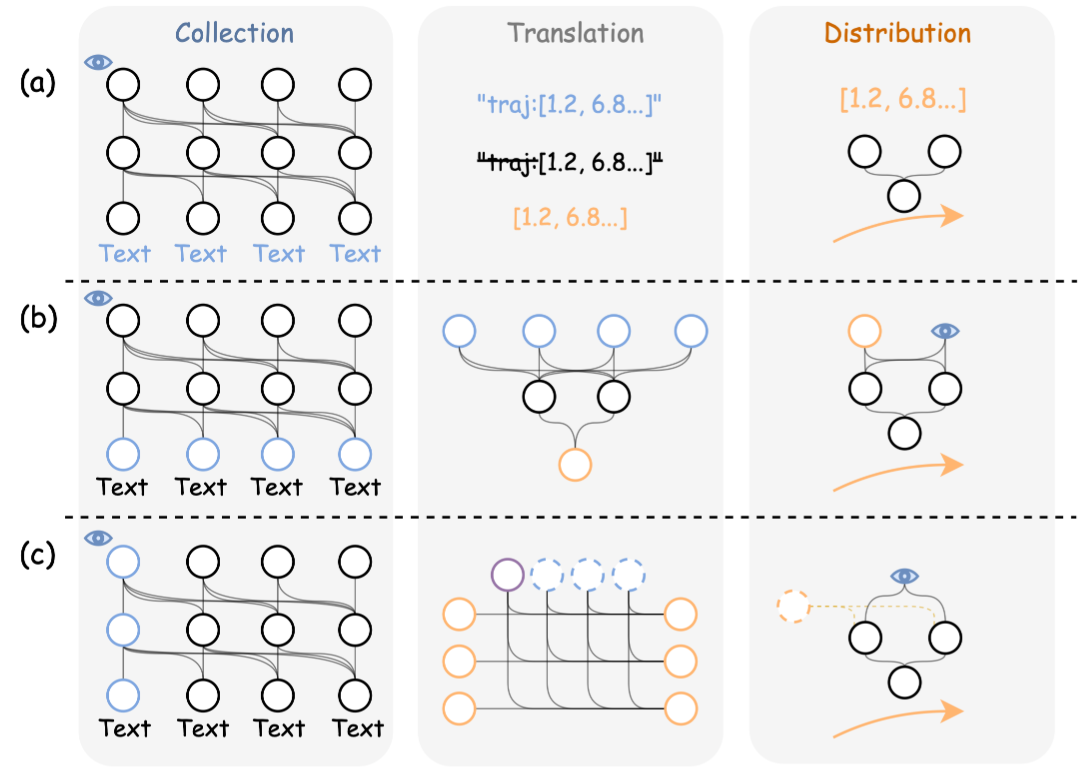 Collection
Translation
Distribution
(a)
"traj:[1.2, 6.8...]"
"traj:[1.2, 6.8...]"
[1.2, 6.8...]
[1.2, 6.8...]
Text Text Text Text
(b)
Text Text Text Text
(c)
Text Text Text Text